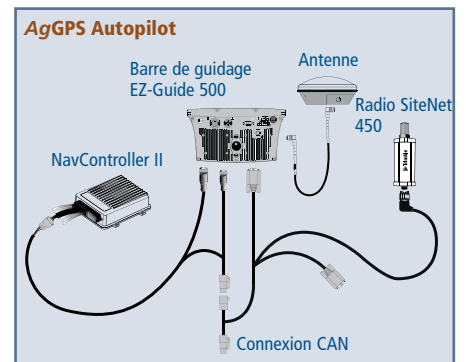 AgGPS Autopilot
Antenne
Barre de guidage
EZ-Guide 500
Radio SiteNet
450
NavController II
Connexion CAN